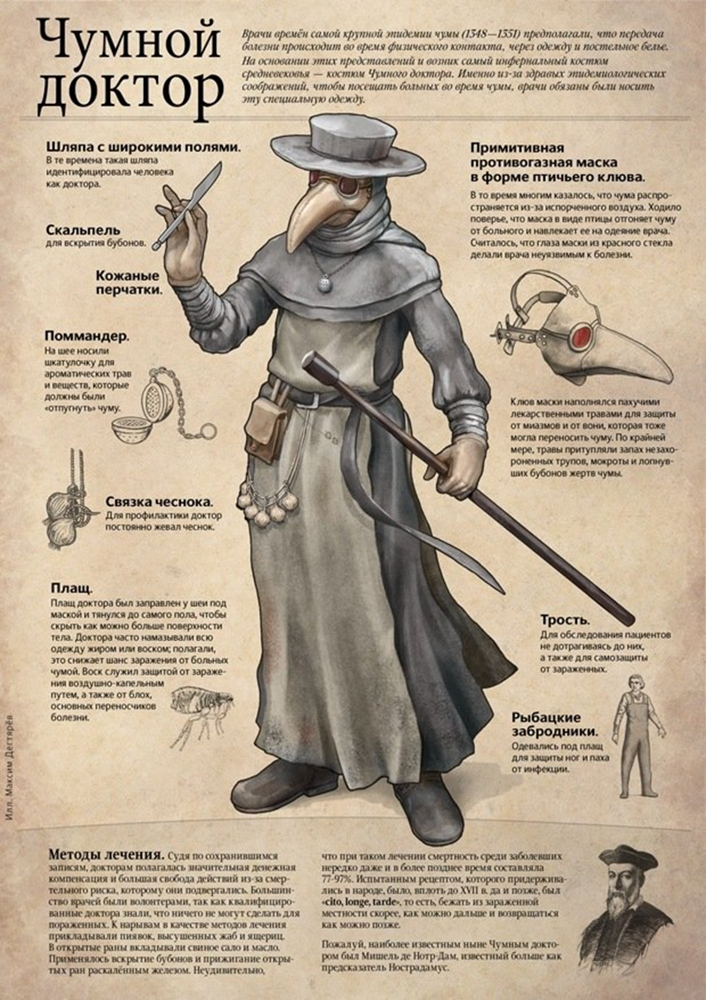 Чумной
доктор
Врачи времён самой крупной эпидемии чумы (1348—1351) предполагали, что передача
болезни происходит во время физического контакта, через одежду и постельное белье.
На основании этих представлений и возник самый инфернальный костюм
средневековья — костюм Чумного доктора. Именно из-за здравых эпидемиологических
соображений, чтобы посещать больных во время чумы, врачи обязаны были носить
эту специальную одежду.
Шляпа с широкими полями.
В те времена такая шляпа
идентифицировала человека
как доктора.
Скальпель
для вскрытия бубонов.
Кожаные
перчатки.
Поммандер.
На шее носили
шкатулочку для
ароматических трав
и веществ, которые
должны были
«отпугнуть» чуму.
Связка чеснока.
Для профилактики доктор
постоянно жевал чеснок.
Плащ.
Плащ доктора был заправлен у шеи под
маской и тянулся до самого пола, чтобы
скрыть как можно больше поверхности
тела. Доктора часто намазывали всю
одежду жиром или воском; полагали,
это снижает шанс заражения от больных
чумой. Воск служил защитой от зараже-
ния воздушно-капельным
путем, а также от блох,
основных переносчиков
болезни.
Примитивная
противогазная маска
в форме птичьего клюва.
В то время многим казалось, что чума распро-
страняется из-за испорченного воздуха. Ходило
поверье, что маска в виде птицы отгоняет чуму
от больного и навлекает ее на одеяние врача.
Считалось, что глаза маски из красного стекла
делали врача неуязвимым к болезни.
Клюв маски наполнялся пахучими
лекарственными травами для защиты
от миазмов и от вони, которая тоже
могла переносить чуму. По крайней
мере, травы притупляли запах незахо-
роненных трупов, мокроты и лопнув-
ших бубонов жертв чумы.
Трость.
Для обследования пациентов
не дотрагиваясь до них,
а также для самозащиты
от зараженных.
Рыбацкие
забродники.
Одевались под плащ
для защиты ног и паха
от инфекции.
Илл. Максим Дегтярёв
Методы лечения. Судя по сохранившимся
записям, докторам полагалась значительная денежная
компенсация и большая свобода действий из-за смер-
тельного риска, которому они подвергались. Большин-
ство врачей были волонтерами, так как квалифициро-
ванные доктора знали, что ничего не могут сделать для
пораженных. К нарывам в качестве методов лечения
прикладывали пиявок, высушенных жаб и ящериц.
В открытые раны вкладывали свиное сало и масло.
Применялось вскрытие бубонов и прижигание откры-
тых ран раскалённым железом. Неудивительно,
что при таком лечении смертность среди заболевших
нередко даже и в более позднее время составляла
77-97%. Испытанным рецептом, которого придержива-
лись в народе, было, вплоть до XVII в. да и позже, был
«cito, longe, tarde», то есть, бежать из зараженной
местности скорее, как можно дальше и возвращаться
как можно позже.
Пожалуй, наиболее известным ныне Чумным докто-
ром был Мишель де Нотр-Дам, известный больше как
предсказатель Нострадамус.